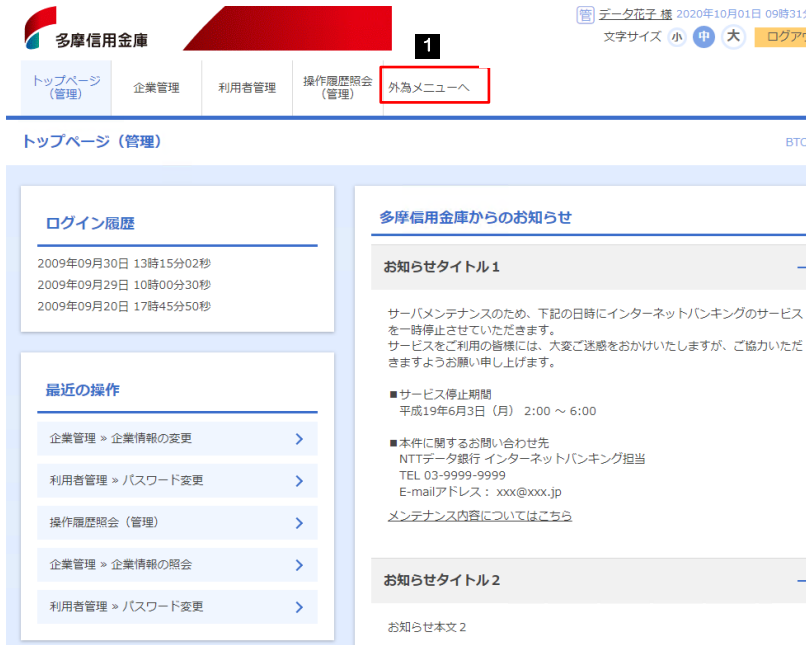 多摩信用金庫
管 データ花子 様 2020年10月01日 09時31分
文字サイズ 小 中 大 ログアウ
1
トップページ
（管理）
企業管理
利用者管理
操作履歴照会
（管理）
外為メニューへ
トップページ（管理）
BTO
ログイン履歴
2009年09月30日 13時15分02秒
2009年09月29日 10時00分30秒
2009年09月20日 17時45分50秒
最近の操作
企業管理 » 企業情報の変更
利用者管理 » パスワード変更
操作履歴照会（管理）
企業管理 » 企業情報の照会
利用者管理 » パスワード変更
多摩信用金庫からのお知らせ
お知らせタイトル１
サーバメンテナンスのため、下記の日時にインターネットバンキングのサービス
を一時停止させていただきます。
サービスをご利用の皆様には、大変ご迷惑をおかけいたしますが、ご協力いただ
きますようお願い申し上げます。
■サービス停止期間
平成19年6月3日（月） 2:00 ～ 6:00
■本件に関するお問い合わせ先
NTTデータ銀行 インターネットバンキング担当
TEL 03-9999-9999
E-mailアドレス： xxx@xxx.jp
メンテナンス内容についてはこちら
お知らせタイトル２
お知らせ本文２